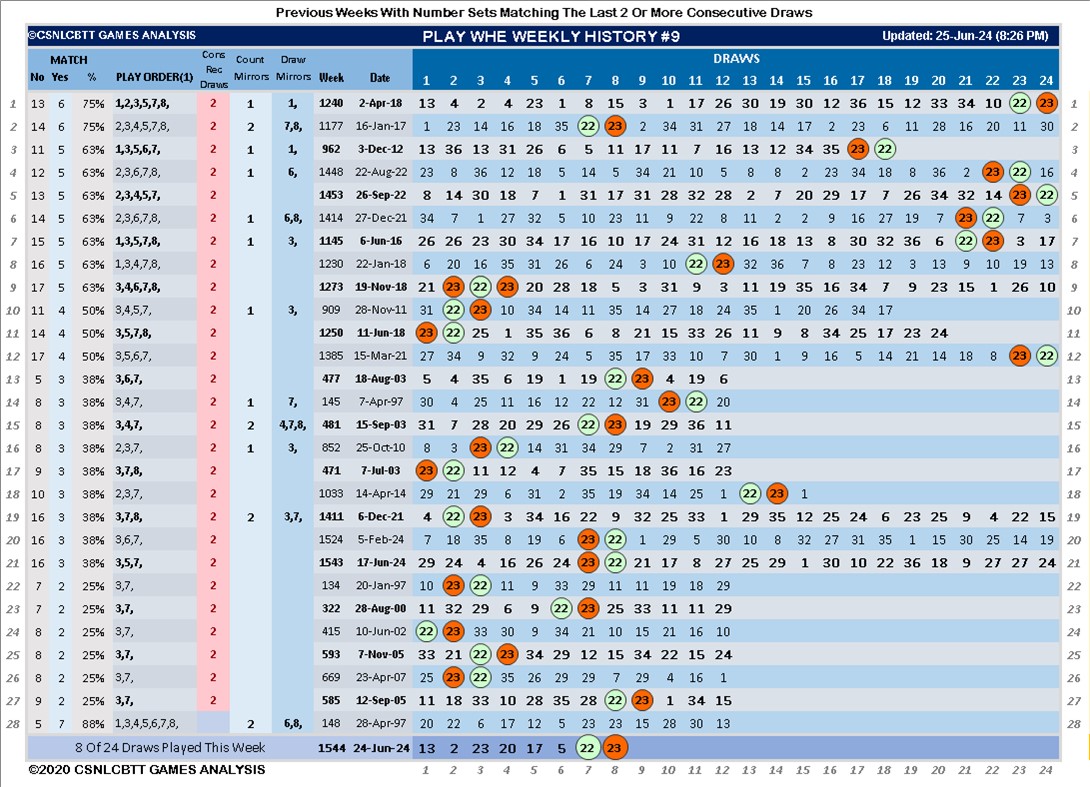 Previous Weeks With Number Sets Matching The Last 2 Or More Consecutive Draws
©CSNLCBTT GAMES ANALYSIS PLAY WHE WEEKLY HISTORY #9 Updated: 25-Jun-24 (8:26 PM)
MATCH Cons Count Draw DRAWS
No Yes % PLAY ORDER(1) Rec Draws Mirrors Mirrors Week Date 1 2 3 4 5 6 7 8 9 10 11 12 13 14 15 16 17 18 19 20 21 22 23 24
1 13 6 75% 1,2,3,5,7,8, 2 1 1, 1240 2-Apr-18 13 4 2 4 23 1 8 15 3 1 17 26 30 19 30 12 36 15 12 33 34 10 22 23 1
2 14 6 75% 2,3,4,5,7,8, 2 2 7,8, 1177 16-Jan-17 1 23 14 16 18 35 22 23 2 34 31 27 18 14 17 2 23 6 11 28 16 20 11 30 2
3 11 5 63% 1,3,5,6,7, 2 1 1, 962 3-Dec-12 13 36 13 31 26 6 5 11 17 11 7 16 13 12 34 35 23 22 3
4 12 5 63% 2,3,6,7,8, 2 1 6, 1448 22-Aug-22 23 8 36 12 18 5 14 5 34 21 10 5 8 8 2 23 34 18 8 36 2 23 22 16 4
5 13 5 63% 2,3,4,5,7, 2 1453 26-Sep-22 8 14 30 18 7 1 31 17 31 28 32 28 2 7 20 29 17 7 26 34 32 14 23 22 5
6 14 5 63% 2,3,6,7,8, 2 1 6,8, 1414 27-Dec-21 34 7 1 27 32 5 10 23 11 9 22 8 11 2 2 9 16 27 19 7 23 22 7 3 6
7 15 5 63% 1,3,5,7,8, 2 1 3, 1145 6-Jun-16 26 26 23 30 34 17 16 10 17 24 31 12 16 18 13 8 30 32 36 6 22 23 3 17 7
8 16 5 63% 1,3,4,7,8, 2 1230 22-Jan-18 6 20 16 35 31 26 6 24 3 10 22 23 32 36 7 8 23 12 3 13 9 10 19 13 8
9 17 5 63% 3,4,6,7,8, 2 1273 19-Nov-18 21 23 22 23 20 28 18 5 3 31 9 3 11 19 35 16 34 7 9 23 15 1 26 10 9
10 11 4 50% 3,4,5,7, 2 1 3, 909 28-Nov-11 31 22 23 10 34 14 11 35 14 27 18 24 35 1 20 26 34 17 10
11 14 4 50% 3,5,7,8, 2 1250 11-Jun-18 23 22 25 1 35 36 6 8 21 15 33 26 11 9 8 34 25 17 23 24 11
12 17 4 50% 3,5,6,7, 2 1385 15-Mar-21 27 34 9 32 9 24 5 35 17 33 10 7 30 1 9 16 5 14 21 14 18 8 23 22 12
13 5 3 38% 3,6,7, 2 477 18-Aug-03 5 4 35 6 19 1 19 22 23 4 19 6 13
14 8 3 38% 3,4,7, 2 1 7, 145 7-Apr-97 30 4 25 11 16 12 22 12 31 23 22 20 14
15 8 3 38% 3,4,7, 2 2 4,7,8, 481 15-Sep-03 31 7 28 20 29 26 22 23 19 29 36 11 15
16 8 3 38% 2,3,7, 2 1 3, 852 25-Oct-10 8 3 23 22 14 31 34 29 7 2 31 27 16
17 9 3 38% 3,7,8, 2 471 7-Jul-03 23 22 11 12 4 7 35 15 18 36 16 23 17
18 10 3 38% 2,3,7, 2 1033 14-Apr-14 29 21 29 6 31 2 35 19 34 14 25 1 22 23 1 18
19 16 3 38% 3,7,8, 2 2 3,7, 1411 6-Dec-21 4 22 23 3 34 16 22 9 32 25 33 1 29 35 12 25 24 6 23 25 9 4 22 15 19
20 16 3 38% 3,6,7, 2 1524 5-Feb-24 7 18 35 8 19 6 23 22 1 29 5 30 10 8 32 27 31 35 1 15 30 25 14 19 20
21 16 3 38% 3,5,7, 2 1543 17-Jun-24 29 24 4 16 26 24 23 22 21 17 8 27 25 29 1 30 10 22 36 18 9 27 27 24 21
22 7 2 25% 3,7, 2 134 20-Jan-97 10 23 22 11 9 33 29 11 11 19 18 29 22
23 7 2 25% 3,7, 2 322 28-Aug-00 11 32 29 6 9 22 23 25 33 11 11 29 23
24 8 2 25% 3,7, 2 415 10-Jun-02 22 23 33 30 9 34 21 10 15 21 16 10 24
25 8 2 25% 3,7, 2 593 7-Nov-05 33 21 22 23 34 29 12 15 34 22 15 24 25
26 8 2 25% 3,7, 2 669 23-Apr-07 25 23 22 35 26 29 29 7 29 4 16 1 26
27 9 2 25% 3,7, 2 585 12-Sep-05 11 18 33 10 28 35 28 22 23 1 34 15 27
28 5 7 88% 1,3,4,5,6,7,8, 2 6,8, 148 28-Apr-97 20 22 6 17 12 5 23 23 15 28 30 13 28
8 Of 24 Draws Played This Week 1544 24-Jun-24 13 2 23 20 17 5 22 23
©2020 CSNLCBTT GAMES ANALYSIS 1 2 3 4 5 6 7 8 9 10 11 12 13 14 15 16 17 18 19 20 21 22 23 24